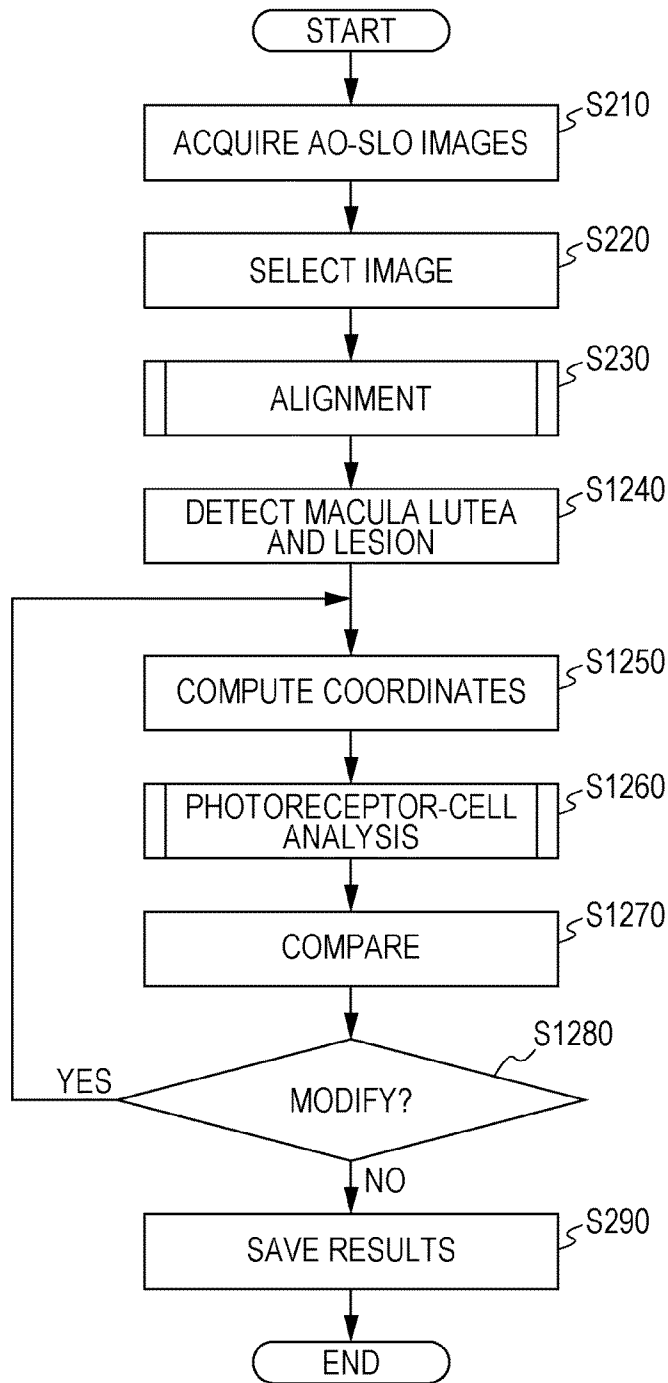 START
S210
ACQUIRE AO-SLO IMAGES
S220
SELECT IMAGE
S230
ALIGNMENT
S1240
DETECT MACULA LUTEA
AND LESION
S1250
COMPUTE COORDINATES
S1260
PHOTORECEPTOR-CELL
ANALYSIS
S1270
COMPARE
S1280
YES
MODIFY?
NO
S290
SAVE RESULTS
END